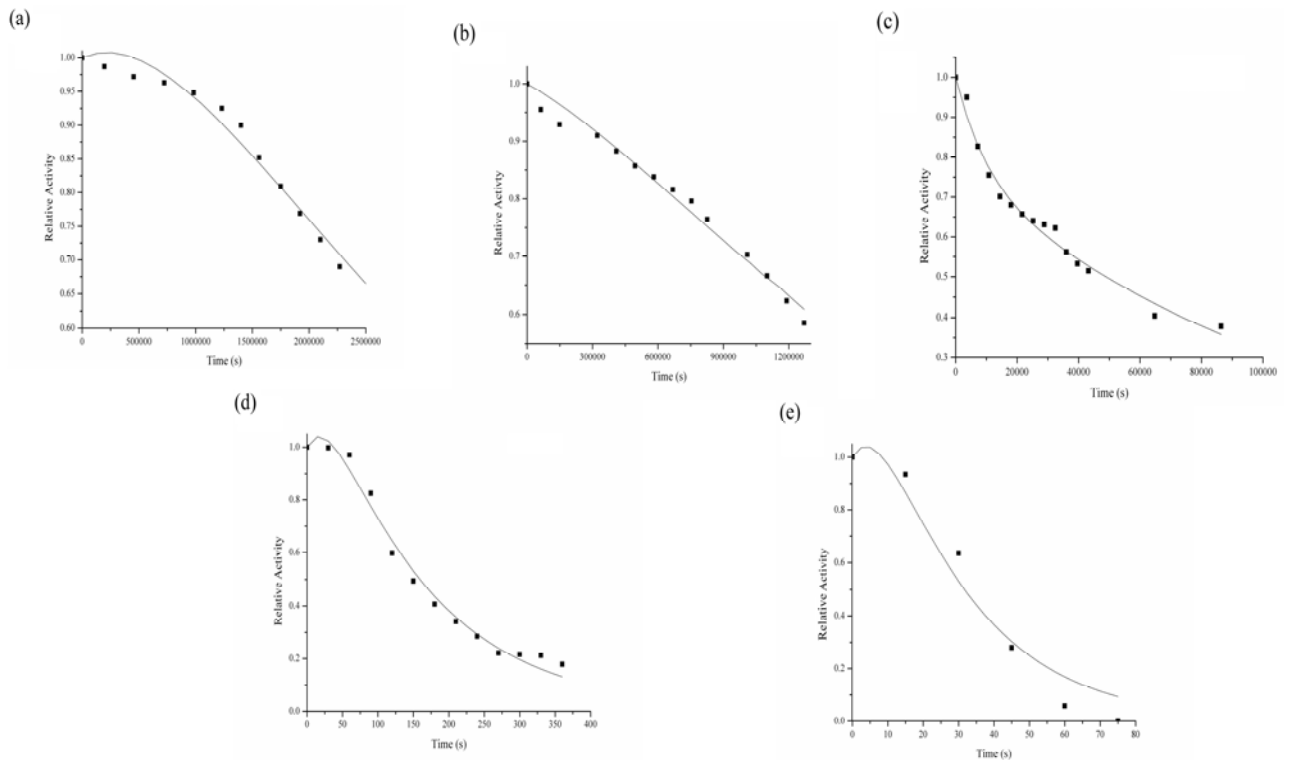 (a)
1.00
0.95
0.90
0.85
0.80
0.75
0.70
0.65
0.60
Relative Activity
0 500000 1000000 1500000 200000 250000
Time (s)
(b)
1.0
0.9
0.8
0.7
0.6
Relative Activty
0 300000 600000 900000 1200000
Time (s)
(c)
1.0
0.9
0.8
0.7
0.6
0.5
0.4
0.3
Relative Activity
0 20000 40000 60000 80000 100000
Time (s)
(d)
1.0
0.8
0.6
0.4
0.2
0.0
Relative Activity
0 50 100 150 200 250 300 350 400
Time (s)
(e)
1.0
0.8
0.6
0.4
0.2
0.0
Relative Activity
0 10 20 30 40 50 60 70 80
Time (s)